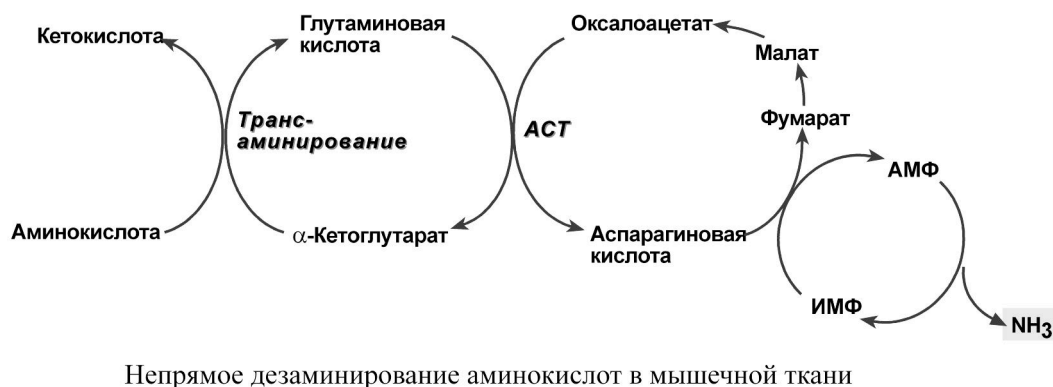 Кетокислота
Глутаминовая
кислота
Оксалоацетат
Малат
Транс-
аминирование
АСТ
Фумарат
АМФ
Аминокислота
α-Кетоглутарат
Аспарагиновая
кислота
ИМФ
NH3
Непрямое дезаминирование аминокислот в мышечной ткани